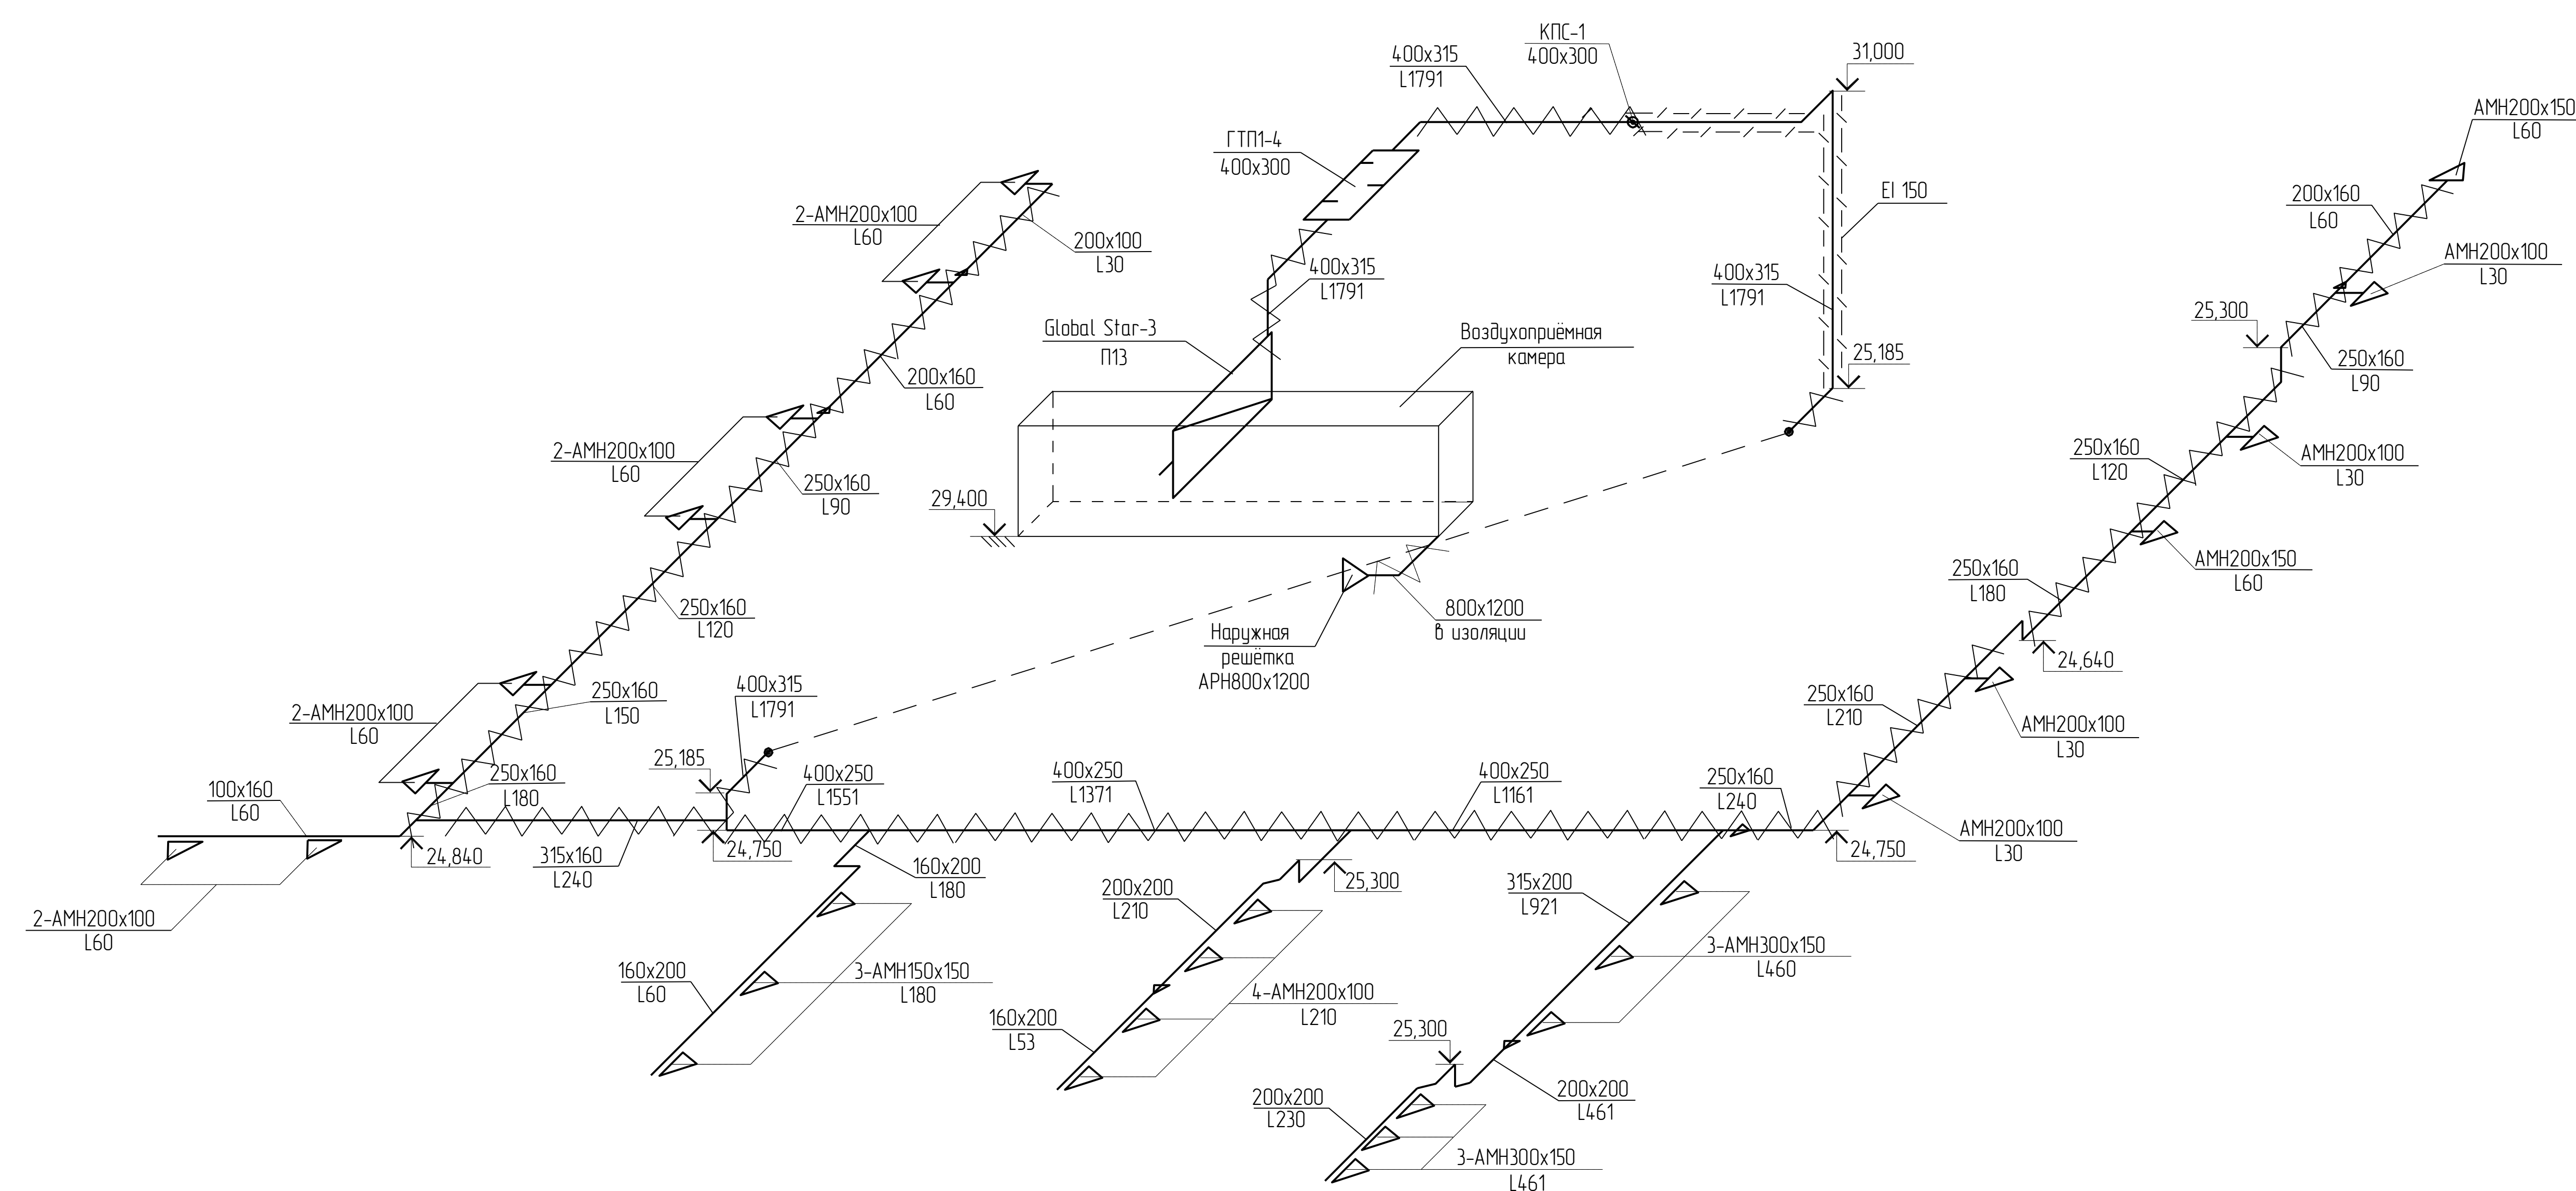 КПС-1
400x300
400x315
L1791
31,000
АМН200x150
L60
ГТП1-4
400x300
EI 150
200x160
L60
2-АМН200x100
L60
200x100
L30
АМН200x100
L30
400x315
L1791
400x315
L1791
25,300
Global Star-3
П13
Воздухоприёмная
камера
25,185
250x160
L90
200x160
L60
2-АМН200x100
L60
250x160
L90
250x160
L120
АМН200x100
L30
29,400
250x160
L180
АМН200x150
L60
250x160
L120
800x1200
в изоляции
Наружная
решётка
АРН800x1200
24,640
250x160
L150
400x315
L1791
250x160
L210
2-АМН200x100
L60
АМН200x100
L30
25,185
250x160
L180
400x250
L1551
400x250
L1371
400x250
L1161
250x160
L240
100x160
L60
АМН200x100
L30
24,840
315x160
L240
24,750
24,750
160x200
L180
200x200
L210
25,300
315x200
L921
2-АМН200x100
L60
3-АМН300x150
L460
160x200
L60
3-АМН150x150
L180
4-АМН200x100
L210
160x200
L53
25,300
200x200
L461
200x200
L230
3-АМН300x150
L461